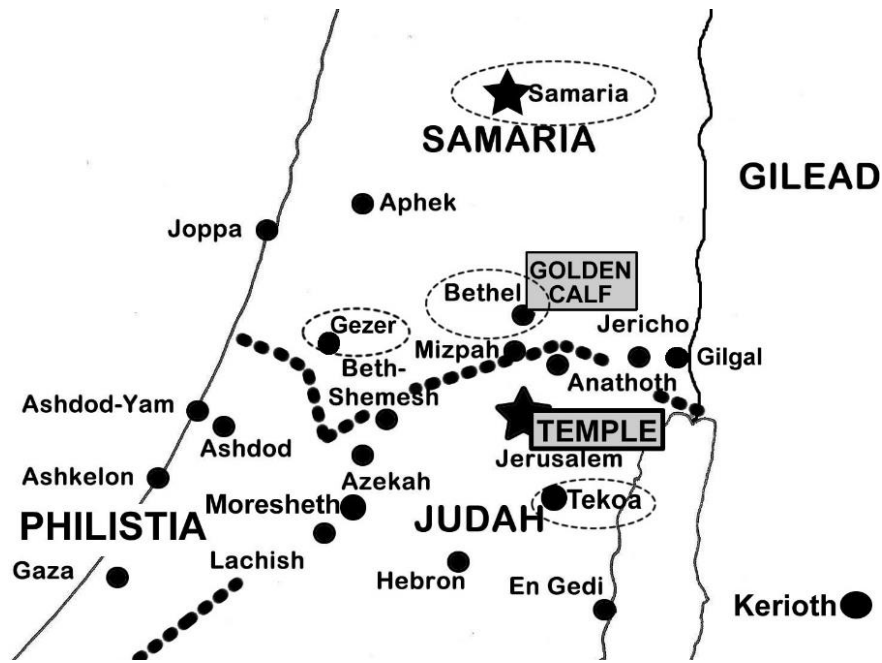 Samaria
SAMARIA
GILEAD
Aphek
Joppa
GOLDEN
CALF
Bethel
Gezer
Jericho
Mizpah
Gilgal
Beth-
Shemesh
Anathoth
Ashdod-Yam
Ashdod
TEMPLE
Jerusalem
Ashkelon
Azekah
Moresheth
Tekoa
PHILISTIA
JUDAH
Lachish
Gaza
Hebron
En Gedi
Kerioth